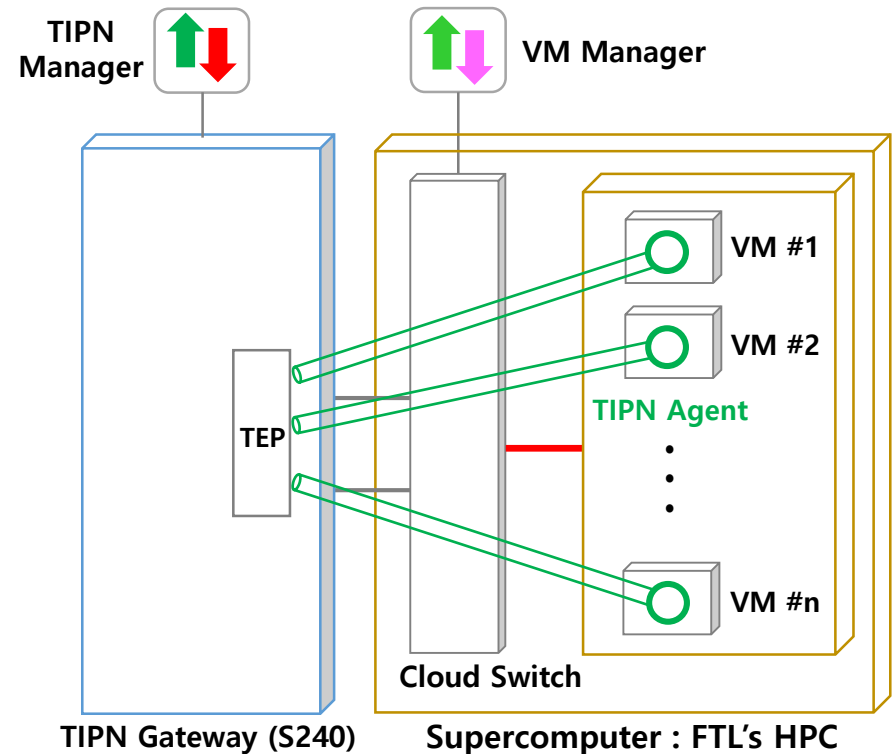 TIPN
Manager
VM Manager
VM #1
VM #2
TIPN Agent
TEP
VM #n
Cloud Switch
TIPN Gateway (S240)
Supercomputer : FTL's HPC